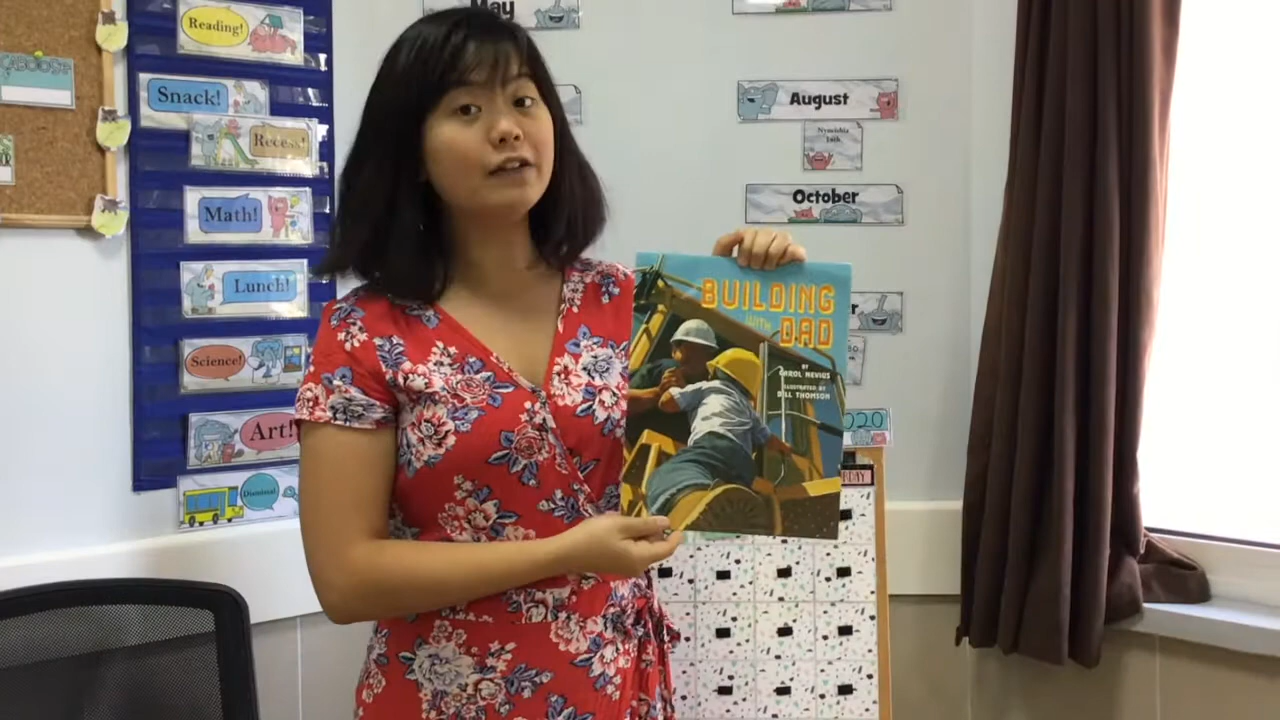 CABOOSE
Reading!
Snack!
Recess!
Math!
Lunch!
Science!
Art!
Dismissal!
May
August
October
BUILDING
WITH
DAD
BY
CAROL NEVIUS
ILLUSTRATED BY
BILL THOMSON
2020